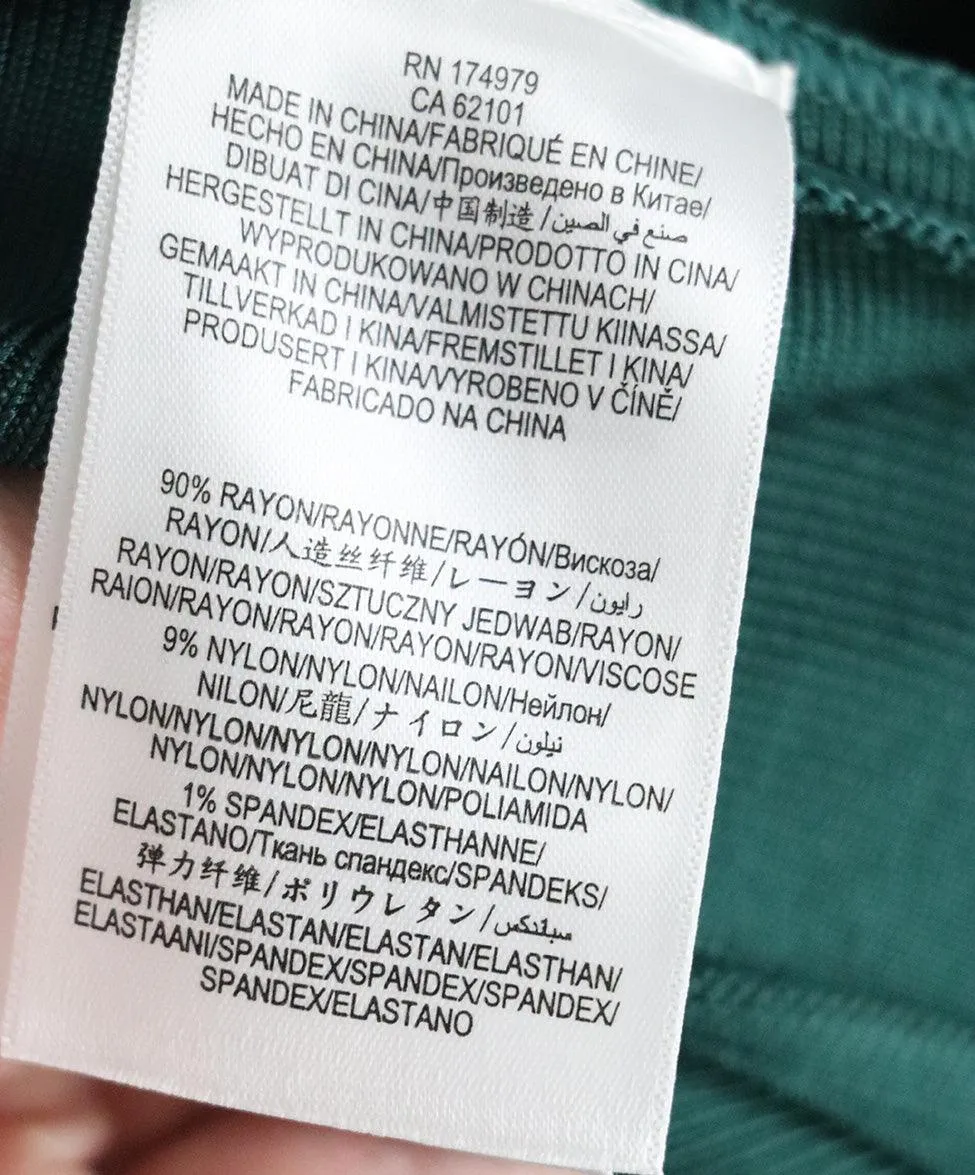 RN 174979
CA 62101
MADE IN CHINA/FABRIQUÉ EN CHINE/
HECHO EN CHINA/Произведено в Китае/
DIBUAT DI CINA/中国制造/صنع في الصين/
HERGESTELLT IN CHINA/PRODOTTO IN CINA/
WYPRODUKOWANO W CHINACH/
GEMAAKT IN CHINA/VALMISTETTU KIINASSA/
TILLVERKAD I KINA/FREMSTILLET I KINA/
PRODUSERT I KINA/VYROBENO V ČÍNĚ/
FABRICADO NA CHINA
90% RAYON/RAYONNE/RAYÓN/Вискоза/
RAYON/人造丝纤维/レーヨン/رايون/
RAYON/RAYON/SZTUCZNY JEDWAB/RAYON/
RAION/RAYON/RAYON/RAYON/RAYON/VISCOSE
9% NYLON/NYLON/NAILON/Нейлон/
NILON/尼龍/ナイロン/نيلون/
NYLON/NYLON/NYLON/NYLON/NAILON/NYLON/
NYLON/NYLON/NYLON/POLIAMIDA
1% SPANDEX/ELASTHANNE/
ELASTANO/Ткань спандекс/SPANDEKS/
弹力纤维/ポリウレタン/سباندكس/
ELASTHAN/ELASTAN/ELASTAN/ELASTHAN/
ELASTAANI/SPANDEX/SPANDEX/SPANDEX/
SPANDEX/ELASTANO